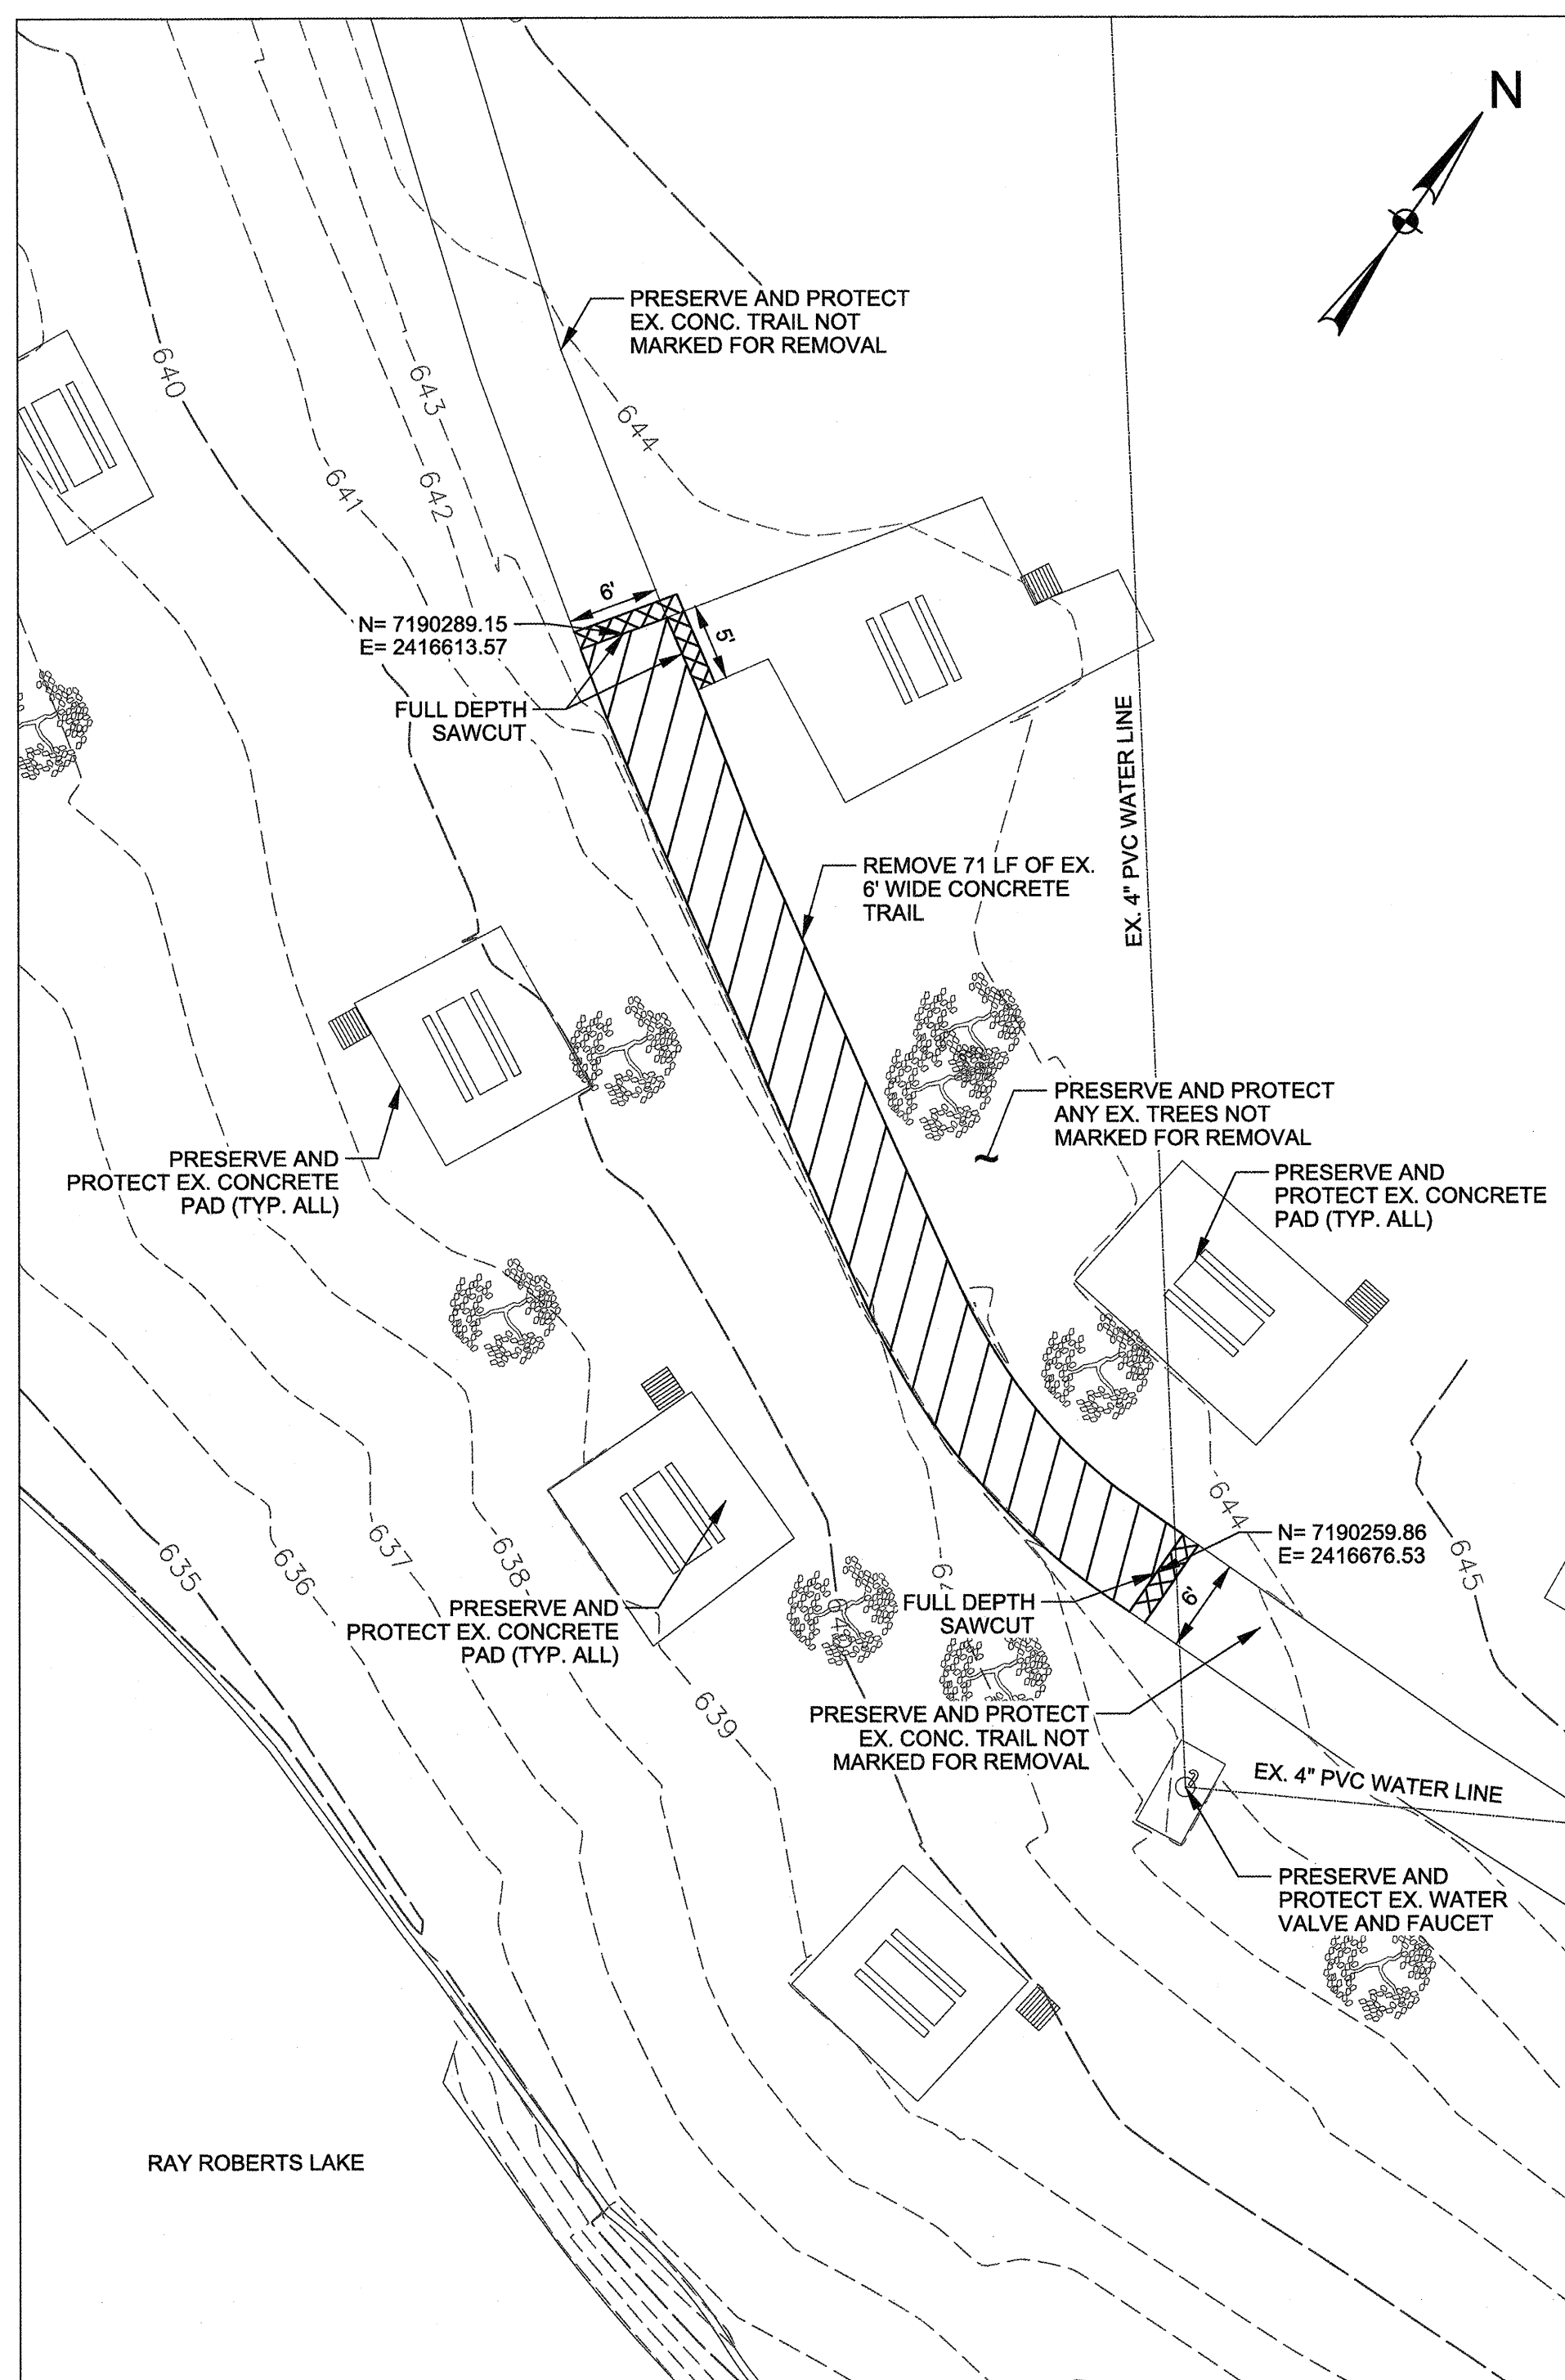 N
PRESERVE AND PROTECT
EX. CONC. TRAIL NOT
MARKED FOR REMOVAL
640
643
644
641
642
6'
N= 7190289.15
E= 2416613.57
5'
FULL DEPTH
SAWCUT
EX. 4" PVC WATER LINE
REMOVE 71 LF OF EX.
6' WIDE CONCRETE
TRAIL
PRESERVE AND PROTECT
ANY EX. TREES NOT
MARKED FOR REMOVAL
PRESERVE AND
PROTECT EX. CONCRETE
PAD (TYP. ALL)
PRESERVE AND
PROTECT EX. CONCRETE
PAD (TYP. ALL)
644
N= 7190259.86
E= 2416676.53
645
635
636
637
638
6'
FULL DEPTH
SAWCUT
640
PRESERVE AND
PROTECT EX. CONCRETE
PAD (TYP. ALL)
639
PRESERVE AND PROTECT
EX. CONC. TRAIL NOT
MARKED FOR REMOVAL
EX. 4" PVC WATER LINE
PRESERVE AND
PROTECT EX. WATER
VALVE AND FAUCET
RAY ROBERTS LAKE